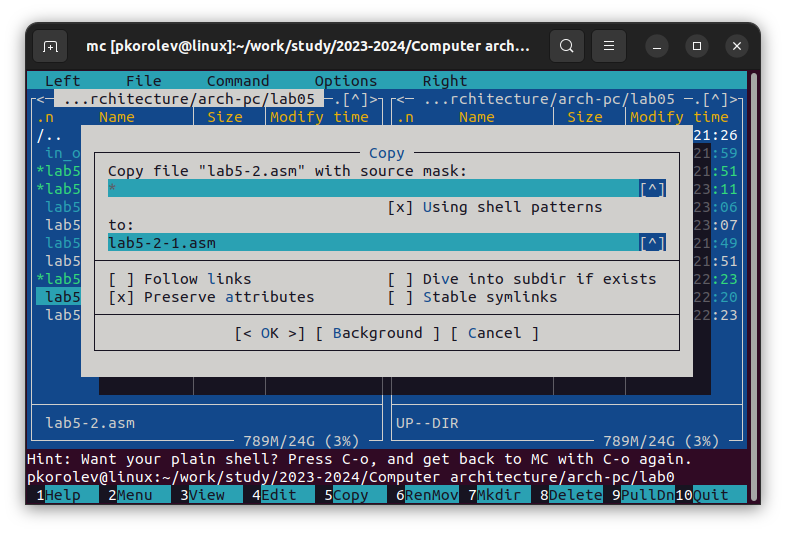 mc [pkorolev@linux]:~/work/study/2023-2024/Computer arch...
Left File Command Options Right
<─ ...rchitecture/arch-pc/lab05 ─.[^]> <─ ...rchitecture/arch-pc/lab05 ─.[^]>
.n Name Size Modify time .n Name Size Modify time
/.. 21:26
in_o 21:59
*lab5 21:51
*lab5 23:11
lab5 23:06
lab5 23:07
lab5 21:49
lab5 21:51
*lab5 22:23
lab5 22:20
lab5 22:23
Copy
Copy file "lab5-2.asm" with source mask:
* [^]
[x] Using shell patterns
to:
lab5-2-1.asm [^]
[ ] Follow links [ ] Dive into subdir if exists
[x] Preserve attributes [ ] Stable symlinks
[< OK >] [ Background ] [ Cancel ]
lab5-2.asm UP--DIR
789M/24G (3%) 789M/24G (3%)
Hint: Want your plain shell? Press C-o, and get back to MC with C-o again.
pkorolev@linux:~/work/study/2023-2024/Computer architecture/arch-pc/lab0
1Help 2Menu 3View 4Edit 5Copy 6RenMov 7Mkdir 8Delete 9PullDn 10Quit